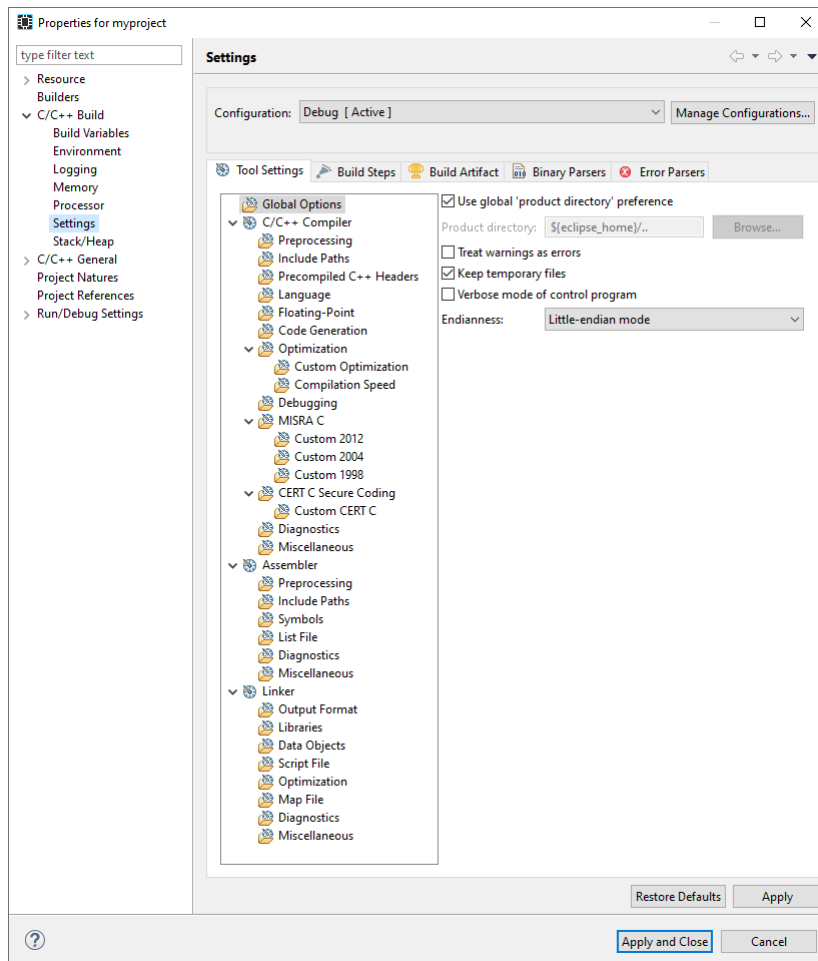 Properties for myproject
type filter text
Resource
Builders
C/C++ Build
Build Variables
Environment
Logging
Memory
Processor
Settings
Stack/Heap
C/C++ General
Project Natures
Project References
Run/Debug Settings
Settings
Configuration: Debug [ Active ] Manage Configurations...
Tool Settings Build Steps Build Artifact Binary Parsers Error Parsers
Global Options
C/C++ Compiler
Preprocessing
Include Paths
Precompiled C++ Headers
Language
Floating-Point
Code Generation
Optimization
Custom Optimization
Compilation Speed
Debugging
MISRA C
Custom 2012
Custom 2004
Custom 1998
CERT C Secure Coding
Custom CERT C
Diagnostics
Miscellaneous
Assembler
Preprocessing
Include Paths
Symbols
List File
Diagnostics
Miscellaneous
Linker
Output Format
Libraries
Data Objects
Script File
Optimization
Map File
Diagnostics
Miscellaneous
Use global 'product directory' preference
Product directory: ${eclipse_home}/.. Browse...
Treat warnings as errors
Keep temporary files
Verbose mode of control program
Endianness: Little-endian mode
Restore Defaults Apply
? Apply and Close Cancel